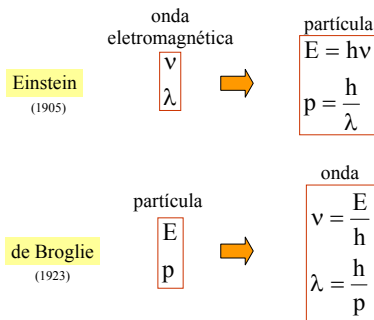 onda
eletromagnética
partícula
Einstein
(1905)
ν
λ
E = hν
p = h/λ
partícula
onda
de Broglie
(1923)
E
p
ν = E/h
λ = h/p